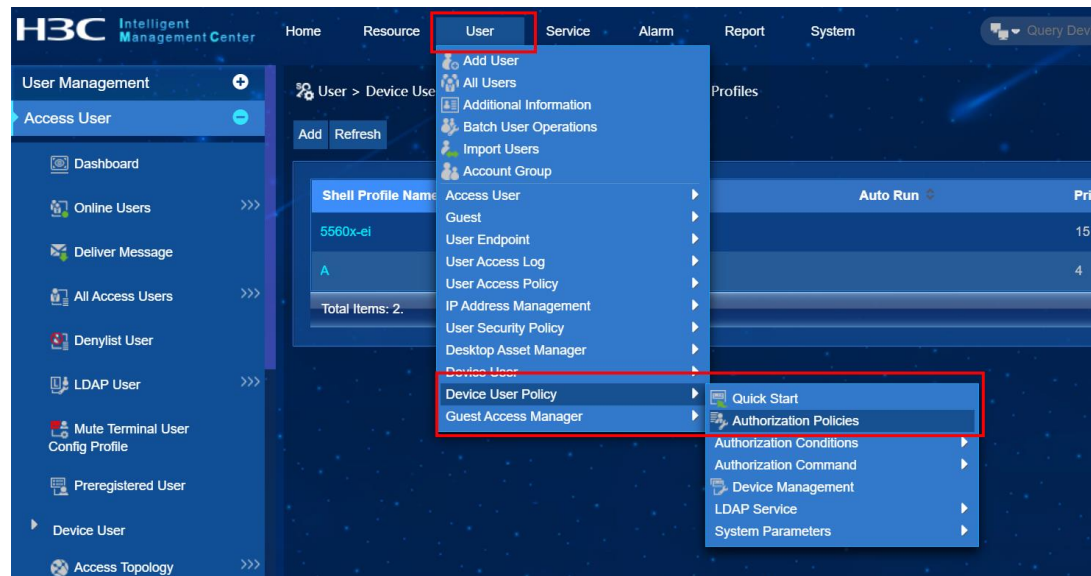 H3C Intelligent Management Center
Home Resource User Service Alarm Report System
Query Dev
User Management
Access User
Dashboard
Online Users >>>
Deliver Message
All Access Users >>>
Denylist User
LDAP User >>>
Mute Terminal User
Config Profile
Preregistered User
Device User
Access Topology >>>
User > Device Use
Profiles
Add Refresh
Shell Profile Name
Auto Run
Pri
5560x-ei
15
A
4
Total Items: 2.
Add User
All Users
Additional Information
Batch User Operations
Import Users
Account Group
Access User
Guest
User Endpoint
User Access Log
User Access Policy
IP Address Management
User Security Policy
Desktop Asset Manager
Device User
Device User Policy
Guest Access Manager
Quick Start
Authorization Policies
Authorization Conditions
Authorization Command
Device Management
LDAP Service
System Parameters